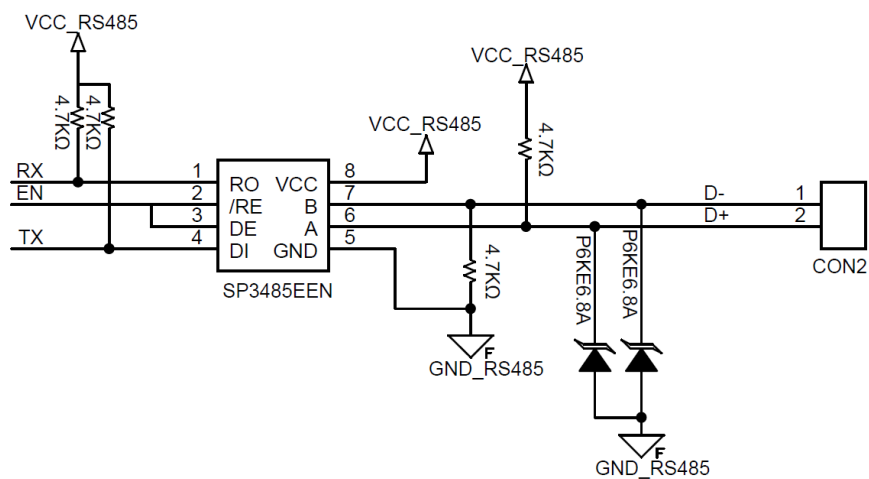 VCC_RS485
VCC_RS485
VCC_RS485
4.7KΩ
4.7KΩ
4.7KΩ
RX
EN
TX
1
2
3
4
RO
/RE
DE
DI
VCC
B
A
GND
8
7
6
5
SP3485EEN
4.7KΩ
F
GND_RS485
D-
D+
1
2
CON2
P6KE6.8A
P6KE6.8A
F
GND_RS485